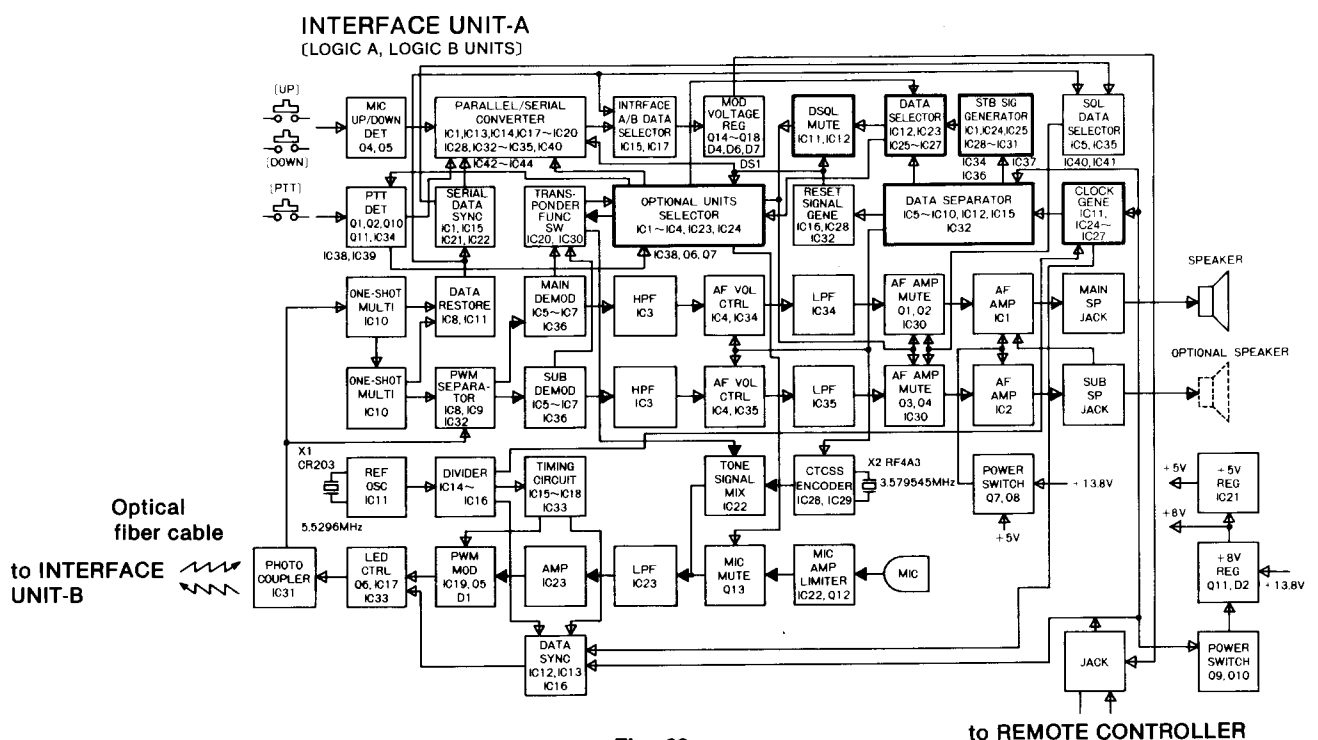 INTERFACE UNIT-A
(LOGIC A, LOGIC B UNITS)
(UP)
(DOWN)
(PTT)
MIC
UP/DOWN
DET
Q4, Q5
PARALLEL/SERIAL
CONVERTER
IC1, IC13, IC14, IC17~IC20
IC28, IC32~IC35, IC40
IC42~IC44
INTRFACE
A/B DATA
SELECTOR
IC15, IC17
MOD
VOLTAGE
REG
Q14~Q18
D4, D6, D7
DS1
DSQL
MUTE
IC11, IC12
DATA
SELECTOR
IC12, IC23
IC25~IC27
STB SIG
GENERATOR
IC1, IC24, IC25
IC28~IC31
IC34
IC36
IC37
SQL
DATA
SELECTOR
IC5, IC35
IC40, IC41
PTT
DET
Q1, Q2, Q10
Q11, IC34
IC38, IC39
SERIAL
DATA
SYNC
IC1, IC15
IC21, IC22
TRANS-
PONDER
FUNC
SW
IC20, IC30
OPTIONAL UNITS
SELECTOR
IC1~IC4, IC23, IC24
IC38, Q6, Q7
RESET
SIGNAL
GENE
IC16, IC28
IC32
DATA SEPARATOR
IC5~IC10, IC12, IC15
IC32
CLOCK
GENE
IC11,
IC24~
IC27
ONE-SHOT
MULTI
IC10
DATA
RESTORE
IC8, IC11
MAIN
DEMOD
IC5~IC7
IC36
HPF
IC3
AF VOL
CTRL
IC4, IC34
LPF
IC34
AF AMP
MUTE
Q1, Q2
IC30
AF
AMP
IC1
MAIN
SP
JACK
SPEAKER
ONE-SHOT
MULTI
IC10
PWM
SEPARA-
TOR
IC8, IC9
IC32
SUB
DEMOD
IC5~IC7
IC36
HPF
IC3
AF VOL
CTRL
IC4, IC35
LPF
IC35
AF AMP
MUTE
Q3, Q4
IC30
AF
AMP
IC2
SUB
SP
JACK
OPTIONAL SPEAKER
X1
CR203
REF
OSC
IC11
5.5296MHz
DIVIDER
IC14~
IC16
TIMING
CIRCUIT
IC15~IC18
IC33
TONE
SIGNAL
MIX
IC22
CTCSS
ENCODER
IC28, IC29
X2 RF4A3
3.579545MHz
POWER
SWITCH
Q7, Q8
+13.8V
+5V
+5V
+5V
REG
IC21
Optical
fiber cable
to INTERFACE
UNIT-B
PHOTO
COUPLER
IC31
LED
CTRL
Q6, IC17
IC33
PWM
MOD
IC19, Q5
D1
AMP
IC23
LPF
IC23
MIC
MUTE
Q13
MIC
AMP
LIMITER
IC22, Q12
MIC
+8V
+8V
REG
Q11, D2
+13.8V
DATA
SYNC
IC12, IC13
IC16
JACK
POWER
SWITCH
Q9, Q10
to REMOTE CONTROLLER